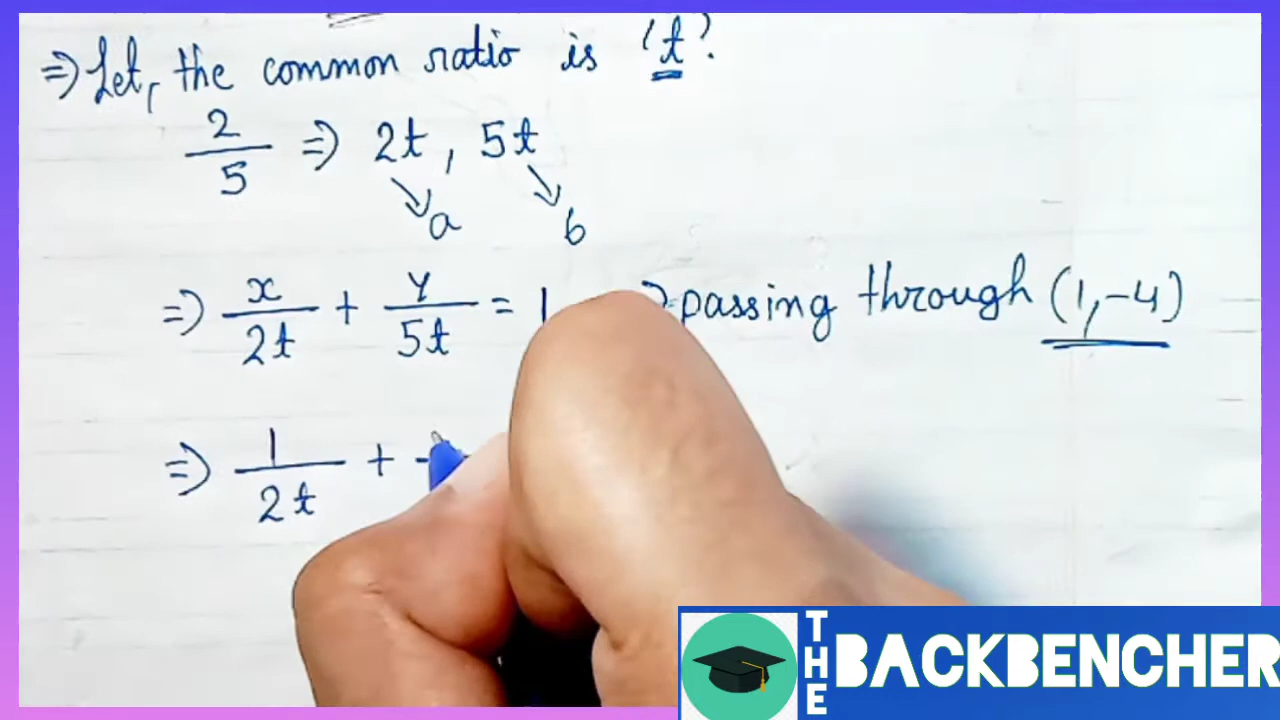 ⇒ Let, the common ratio is 't'.
2/5 ⇒ 2t, 5t
a b
⇒ x/2t + y/5t = 1 ⇒ passing through (1,-4)
⇒ 1/2t + -
THE BACKBENCHER